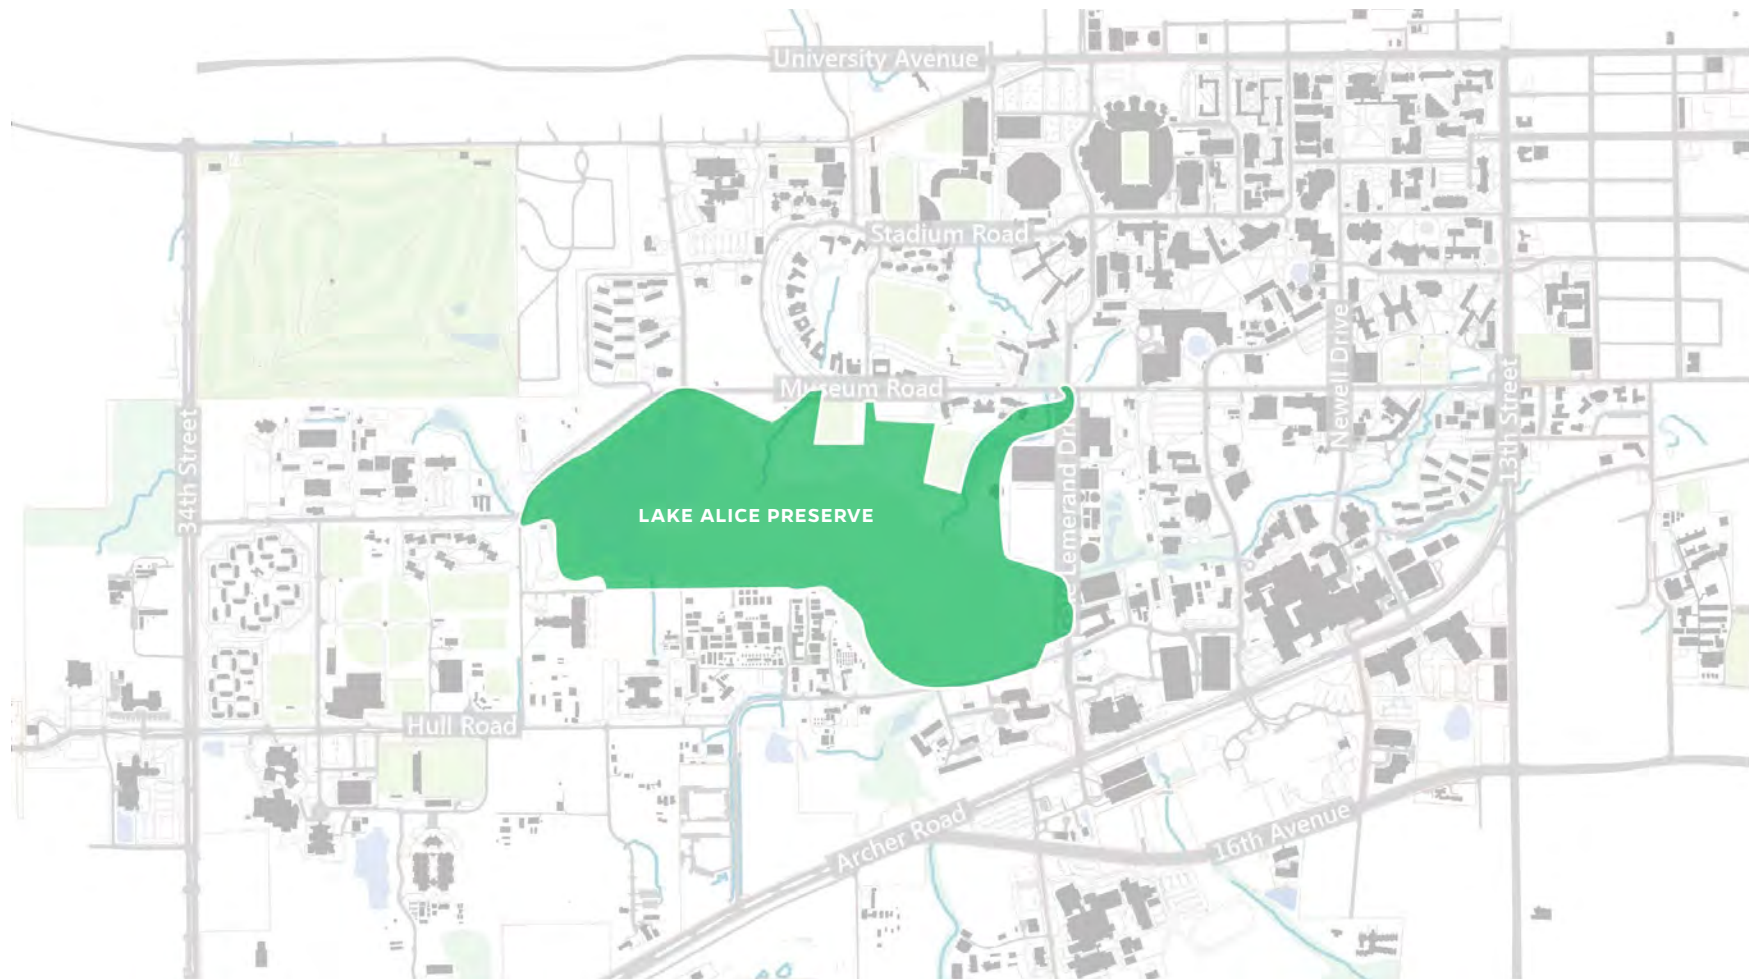 University Avenue
Stadium Road
Museum Road
Newell Drive
13th Street
34th Street
LAKE ALICE PRESERVE
Lemerand Drive
Hull Road
Archer Road
16th Avenue